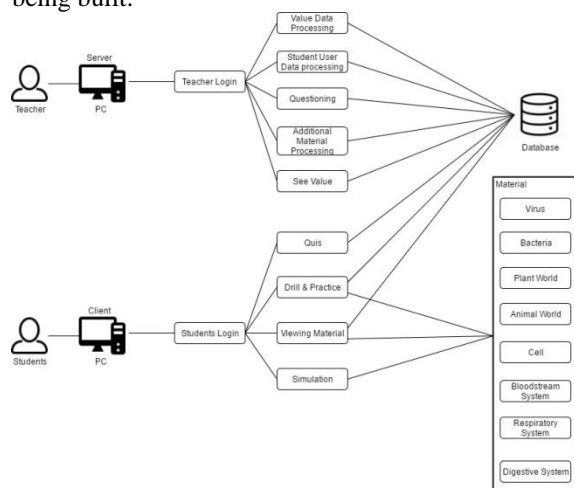 being built.
Value Data
Processing
Student User
Data processing
Server
Teacher Login
Questioning
Teacher
PC
Additional
Material
Processing
Database
See Value
Material
Virus
Quis
Bacteria
Drill & Practice
Plant World
Client
Students Login
Viewing Material
Animal World
Students
PC
Simulation
Cell
Bloodstream
System
Respiratory
System
Digestive System